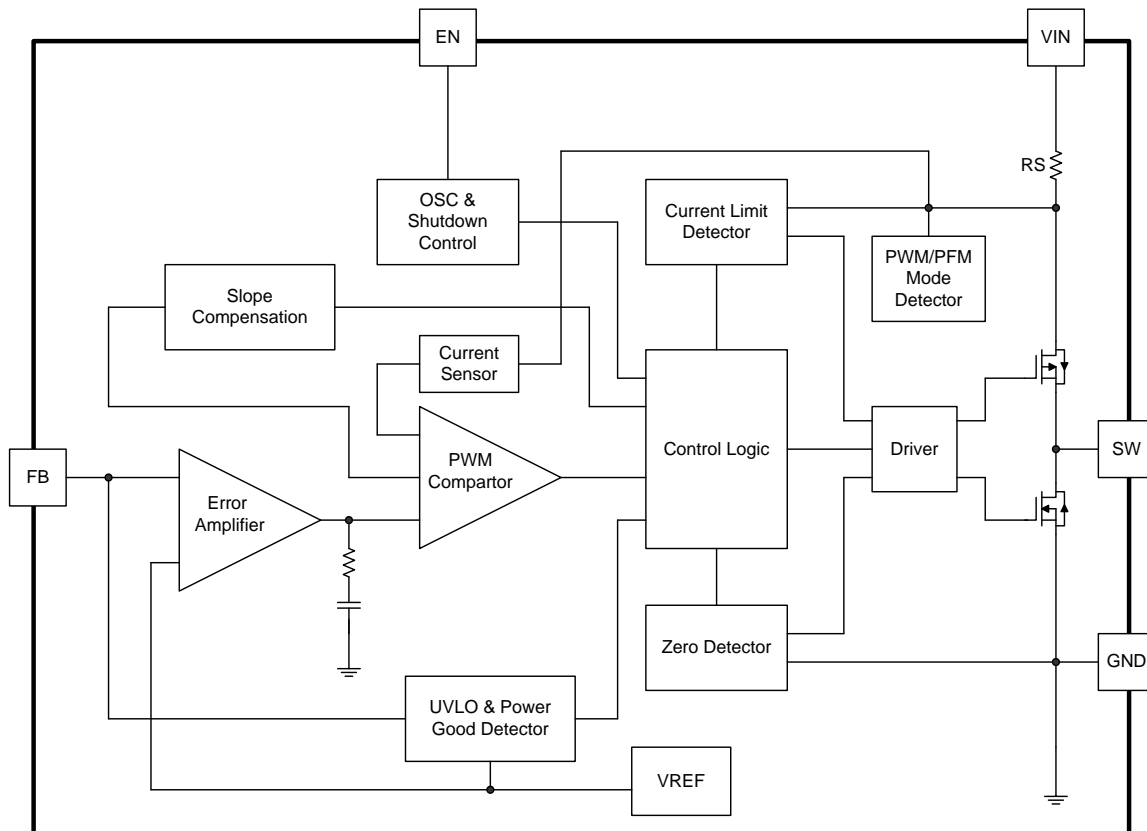 EN
VIN
RS
OSC &
Shutdown
Control
Current Limit
Detector
PWM/PFM
Mode
Detector
Slope
Compensation
Current
Sensor
FB
Error
Amplifier
PWM
Compartor
Control Logic
Driver
SW
Zero Detector
GND
UVLO & Power
Good Detector
VREF